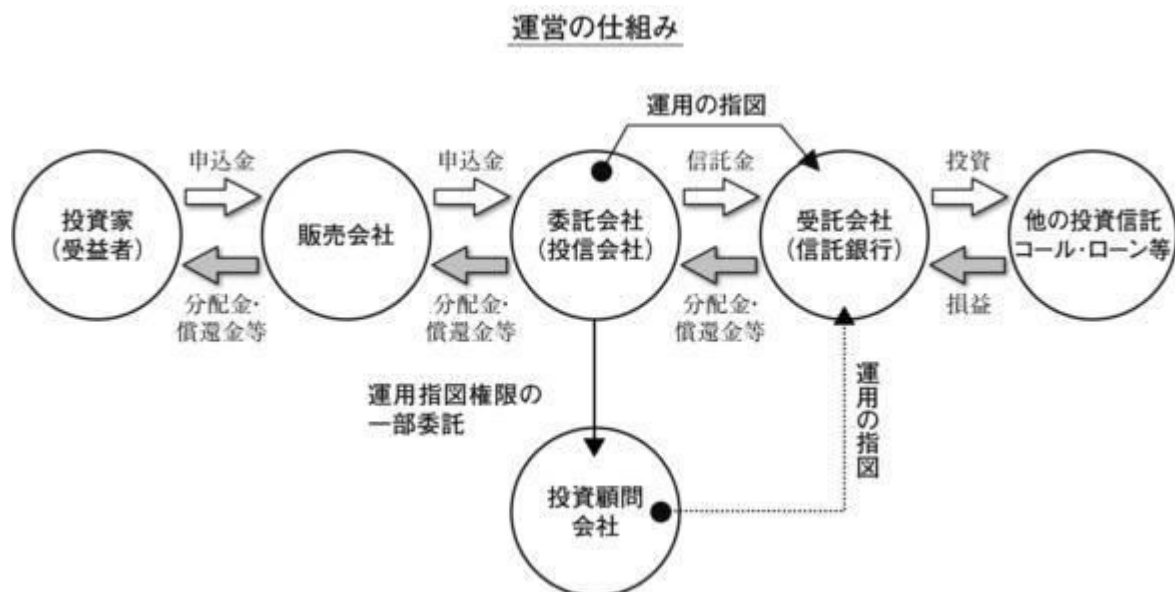 運営の仕組み
運用の指図
申込金
申込金
信託金
投資
投資家
(受益者)
販売会社
委託会社
(投信会社)
受託会社
(信託銀行)
他の投資信託
コール・ローン等
分配金・
償還金等
分配金・
償還金等
分配金・
償還金等
損益
運用指図権限の
一部委託
運用の指図
投資顧問
会社